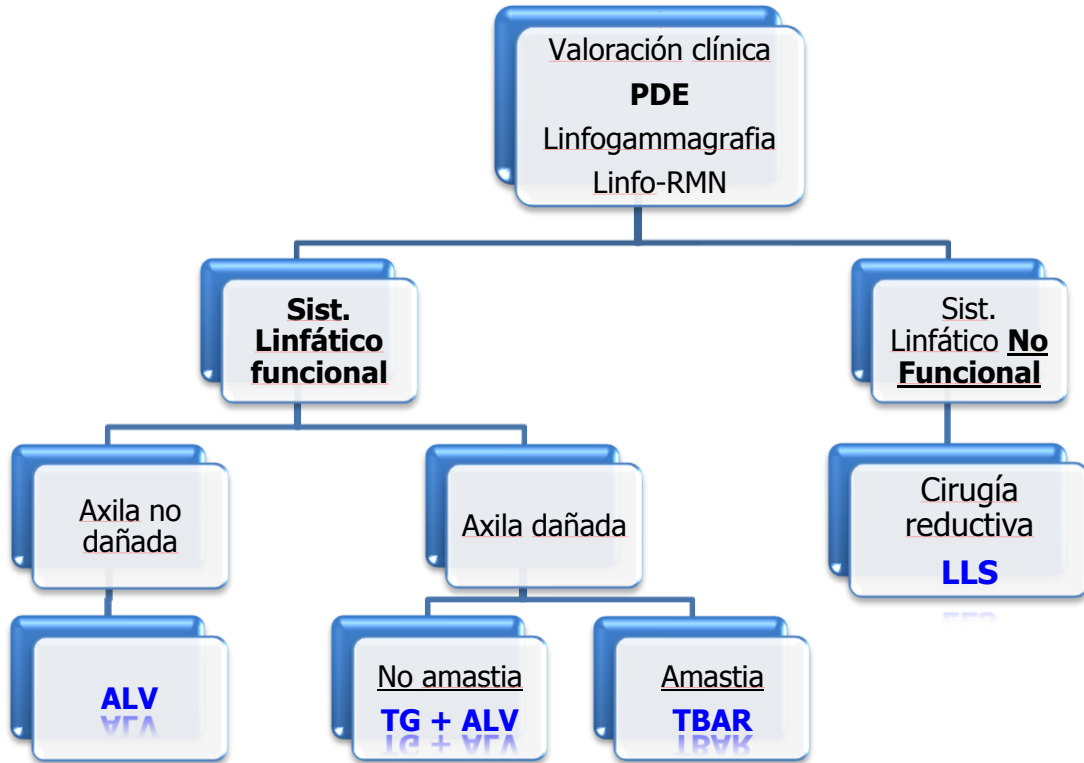 Valoración clínica
PDE
Linfogammagrafia
Linfo-RMN
Sist.
Linfático
funcional
Sist.
Linfático No
Funcional
Axila no
dañada
Axila dañada
Cirugía
reductiva
LLS
ALV
No amastia
TG + ALV
Amastia
TBAR